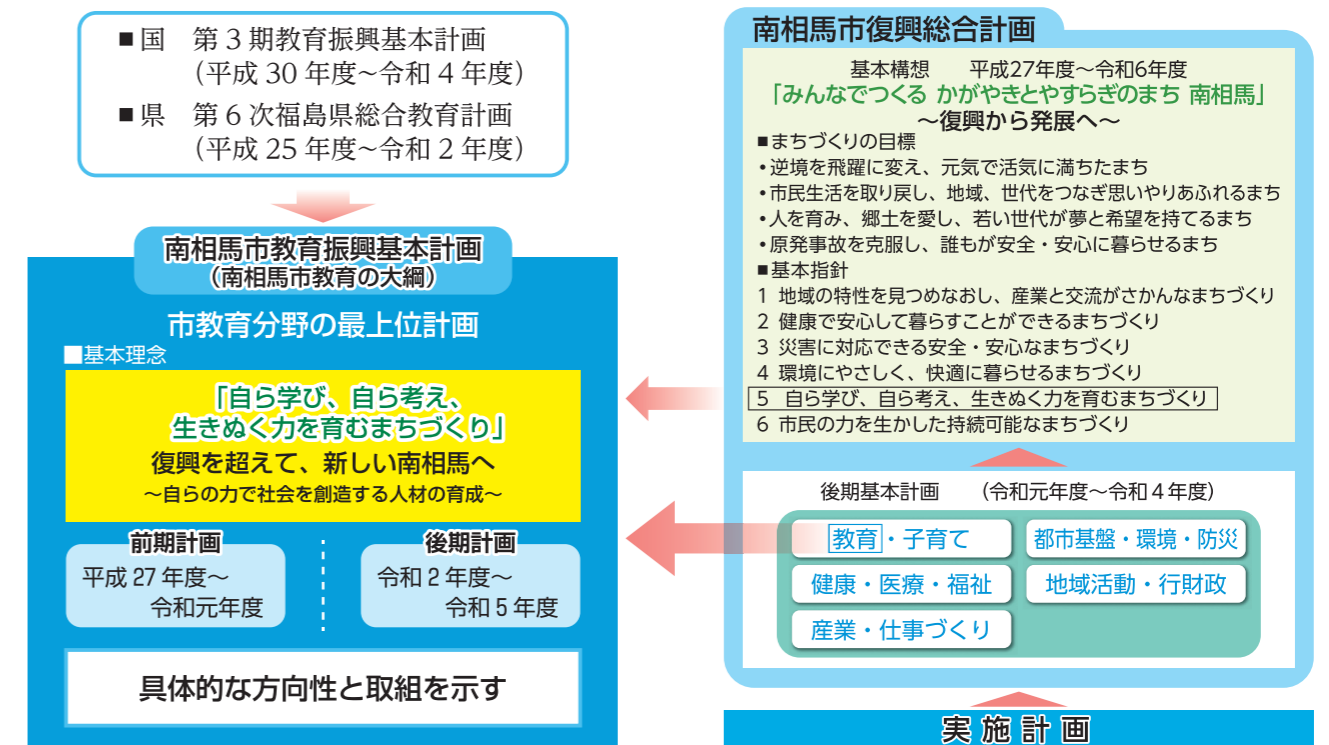 ■国 第3期教育振興基本計画
(平成 30 年度～令和 4 年度)
■県 第6次福島県総合教育計画
(平成 25 年度～令和 2 年度)
南相馬市教育振興基本計画
(南相馬市教育の大綱)
市教育分野の最上位計画
■基本理念
「自ら学び、自ら考え、
生きぬく力を育むまちづくり」
復興を超えて、新しい南相馬へ
～自らの力で社会を創造する人材の育成～
前期計画
平成 27 年度～
令和元年度
後期計画
令和 2 年度～
令和 5 年度
具体的な方向性と取組を示す
南相馬市復興総合計画
基本構想 平成27年度～令和6年度
「みんなでつくる かがやきとやすらぎのまち 南相馬」
～復興から発展へ～
■まちづくりの目標
・逆境を飛躍に変え、元気で活気に満ちたまち
・市民生活を取り戻し、地域、世代をつなぎ思いやりあふれるまち
・人を育み、郷土を愛し、若い世代が夢と希望を持てるまち
・原発事故を克服し、誰もが安全・安心に暮らせるまち
■基本指針
1 地域の特性を見つめなおし、産業と交流がさかんなまちづくり
2 健康で安心して暮らすことができるまちづくり
3 災害に対応できる安全・安心なまちづくり
4 環境にやさしく、快適に暮らせるまちづくり
5 自ら学び、自ら考え、生きぬく力を育むまちづくり
6 市民の力を生かした持続可能なまちづくり
後期基本計画 (令和元年度～令和4年度)
教育・子育て
都市基盤・環境・防災
健康・医療・福祉
地域活動・行財政
産業・仕事づくり
実施計画